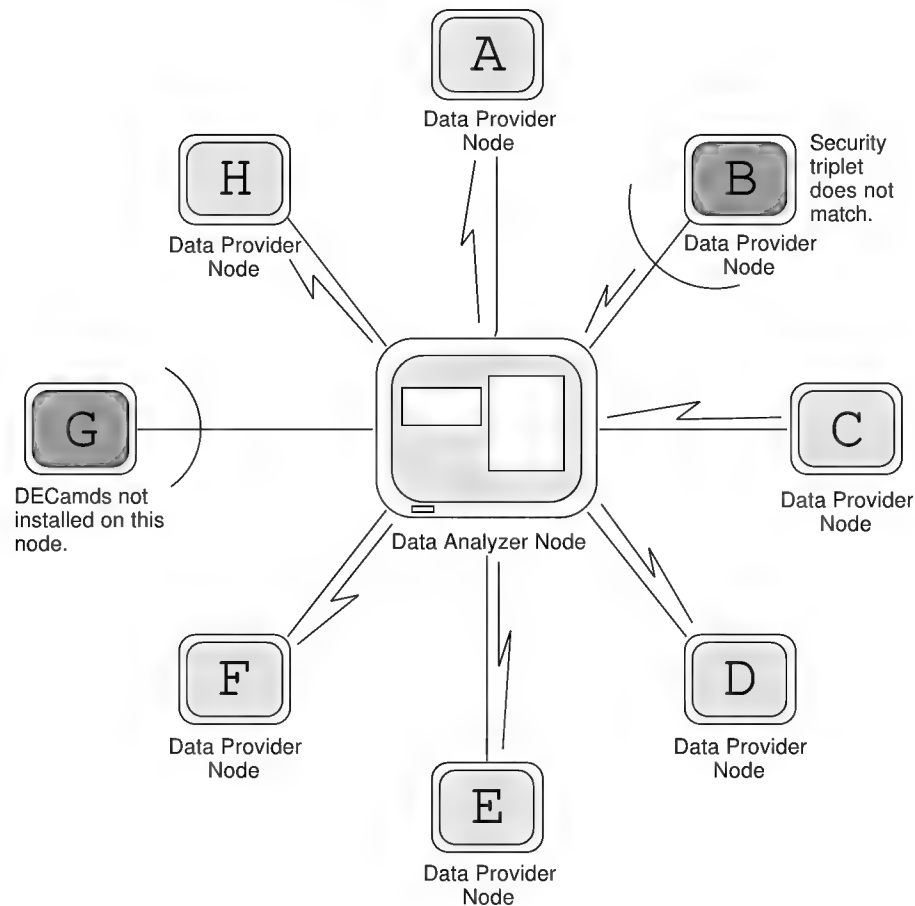 A
Data Provider
Node
H
Data Provider
Node
B
Security
triplet
does not
match.
Data Provider
Node
G
DECamds not
installed on this
node.
C
Data Provider
Node
Data Analyzer Node
F
Data Provider
Node
D
Data Provider
Node
E
Data Provider
Node